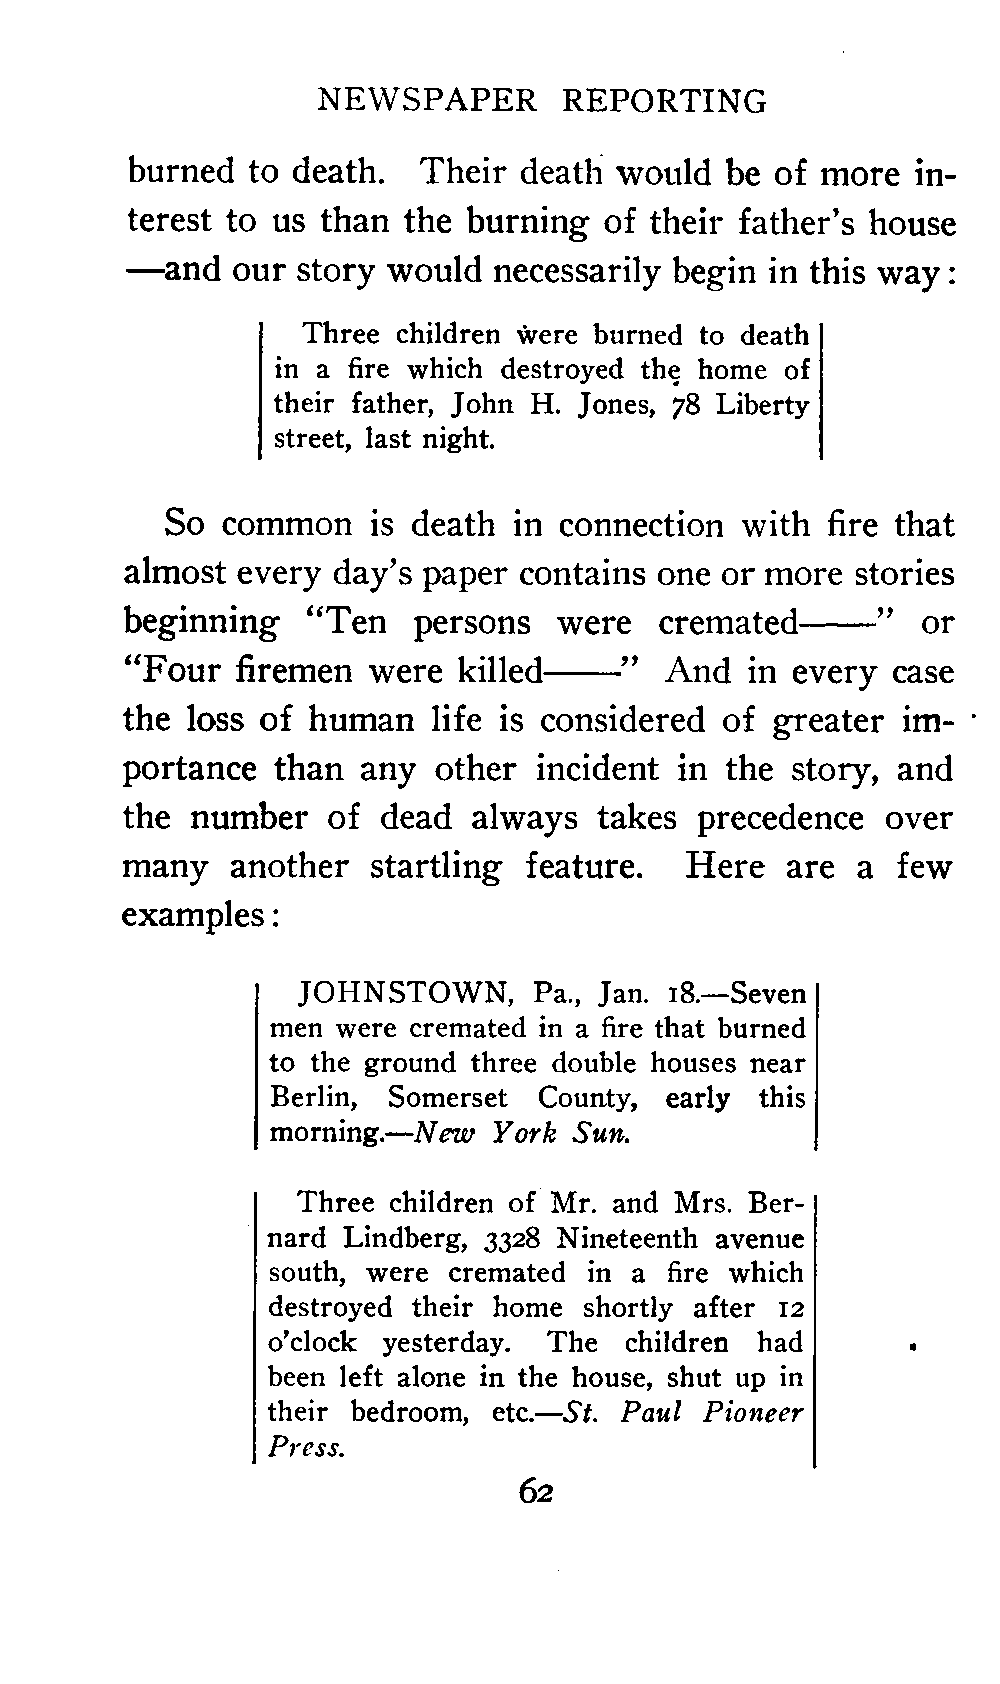 NEWSPAPER REPORTING
burned to death. Their death would be of more in-
terest to us than the burning of their father's house
—and our story would necessarily begin in this way:
Three children were burned to death
in a fire which destroyed the home of
their father, John H. Jones, 78 Liberty
street, last night.
So common is death in connection with fire that
almost every day's paper contains one or more stories
beginning “Ten persons were cremated——” or
“Four firemen were killed——” And in every case
the loss of human life is considered of greater im-
portance than any other incident in the story, and
the number of dead always takes precedence over
many another startling feature. Here are a few
examples:
JOHNSTOWN, Pa., Jan. 18.—Seven
men were cremated in a fire that burned
to the ground three double houses near
Berlin, Somerset County, early this
morning.—New York Sun.
Three children of Mr. and Mrs. Ber-
nard Lindberg, 3328 Nineteenth avenue
south, were cremated in a fire which
destroyed their home shortly after 12
o'clock yesterday. The children had
been left alone in the house, shut up in
their bedroom, etc.—St. Paul Pioneer
Press.
62